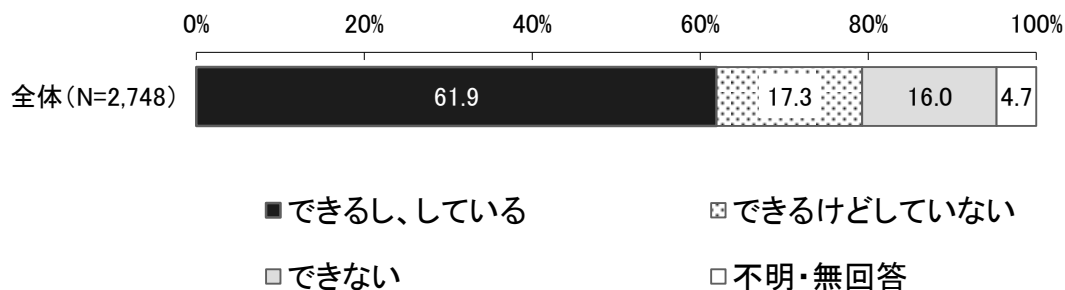 0% 20% 40% 60% 80% 100%
全体(N=2,748) 61.9 17.3 16.0 4.7
できるし、している できるけどしていない
できない 不明・無回答